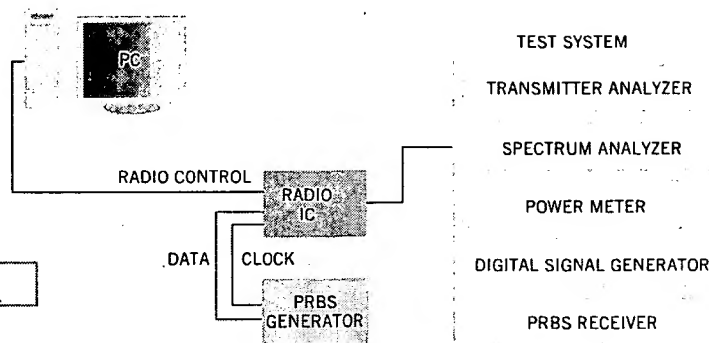 PC
TEST SYSTEM
TRANSMITTER ANALYZER
SPECTRUM ANALYZER
RADIO CONTROL
RADIO
IC
POWER METER
DATA
CLOCK
DIGITAL SIGNAL GENERATOR
PRBS
GENERATOR
PRBS RECEIVER